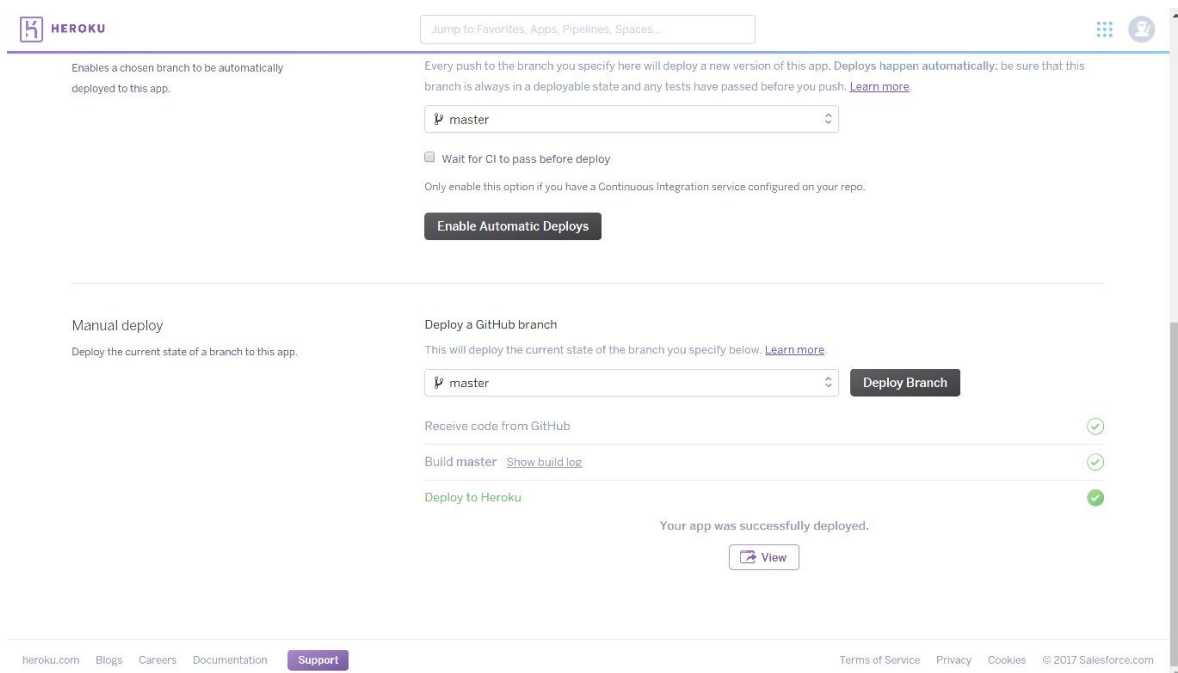 HEROKU
Jump to Favorites, Apps, Pipelines, Spaces...
Enables a chosen branch to be automatically
deployed to this app.
Every push to the branch you specify here will deploy a new version of this app. Deploys happen automatically; be sure that this
branch is always in a deployable state and any tests have passed before you push. Learn more.
master
Wait for CI to pass before deploy
Only enable this option if you have a Continuous Integration service configured on your repo.
Enable Automatic Deploys
Manual deploy
Deploy the current state of a branch to this app.
Deploy a GitHub branch
This will deploy the current state of the branch you specify below. Learn more.
master
Deploy Branch
Receive code from GitHub
Build master Show build log
Deploy to Heroku
Your app was successfully deployed.
View
heroku.com Blogs Careers Documentation Support
Terms of Service Privacy Cookies © 2017 Salesforce.com